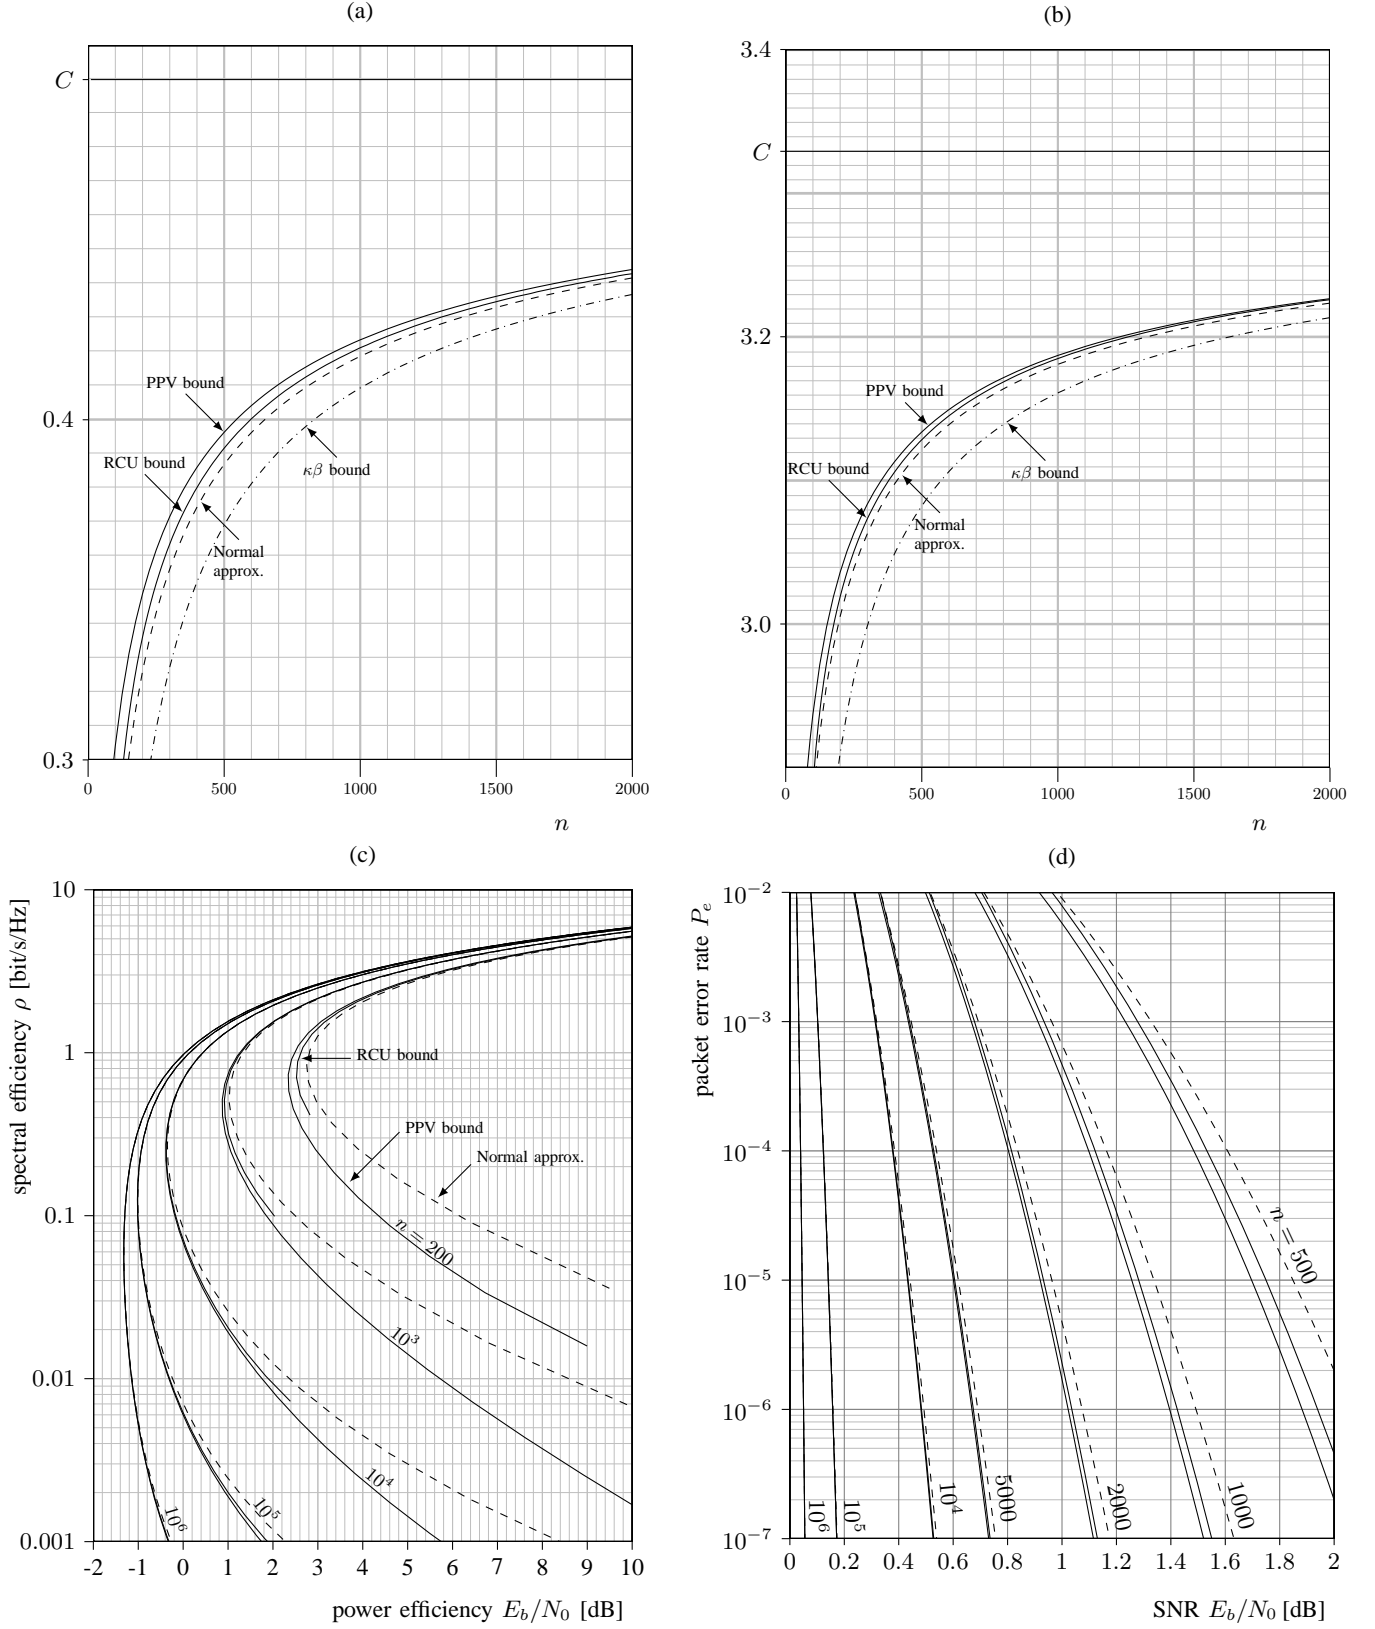 (a)
C
0.4
0.3
PPV bound
RCU bound
κβ bound
Normal
approx.
0 500 1000 1500 2000
n
(b)
3.4
C
3.2
3.0
PPV bound
RCU bound
κβ bound
Normal
approx.
0 500 1000 1500 2000
n
(c)
spectral efficiency ρ [bit/s/Hz]
10
1
0.1
0.01
0.001
RCU bound
PPV bound
Normal approx.
n = 200
10³
10⁴
10⁵
10⁶
-2 -1 0 1 2 3 4 5 6 7 8 9 10
power efficiency E_b/N_0 [dB]
(d)
packet error rate P_e
10⁻²
10⁻³
10⁻⁴
10⁻⁵
10⁻⁶
10⁻⁷
n = 500
10⁶
10⁵
10⁴
5000
2000
1000
0 0.2 0.4 0.6 0.8 1 1.2 1.4 1.6 1.8 2
SNR E_b/N_0 [dB]